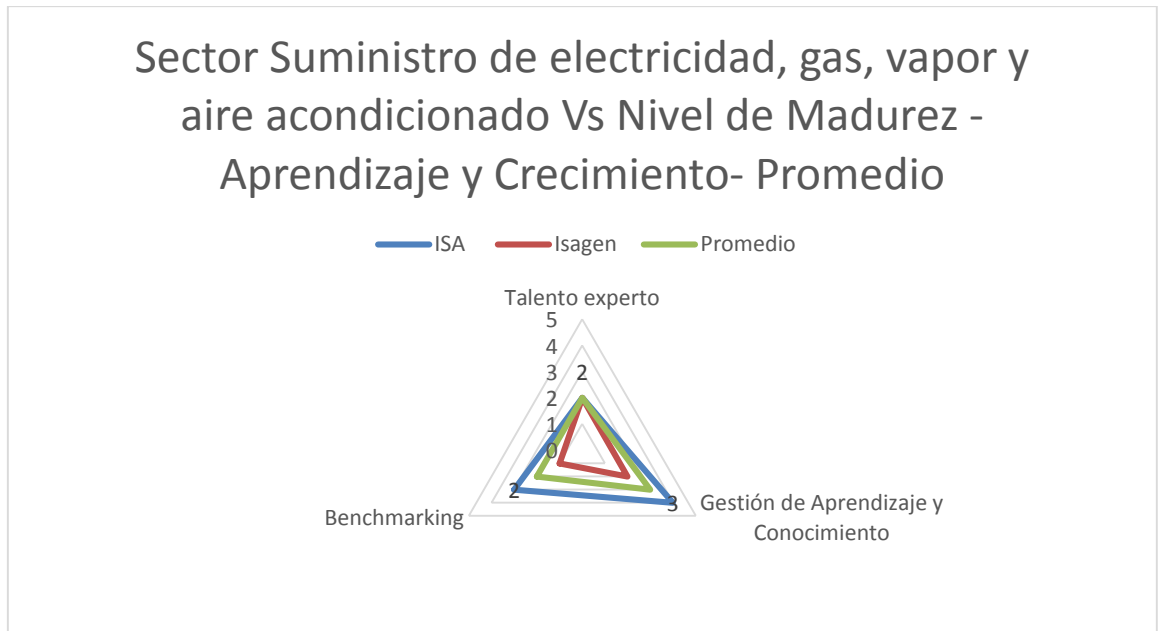 Sector Suministro de electricidad, gas, vapor y
aire acondicionado Vs Nivel de Madurez -
Aprendizaje y Crecimiento- Promedio
ISA Isagen Promedio
Talento experto
5
4
3 2
2
1
0
2 3
Gestión de Aprendizaje y
Conocimiento
Benchmarking